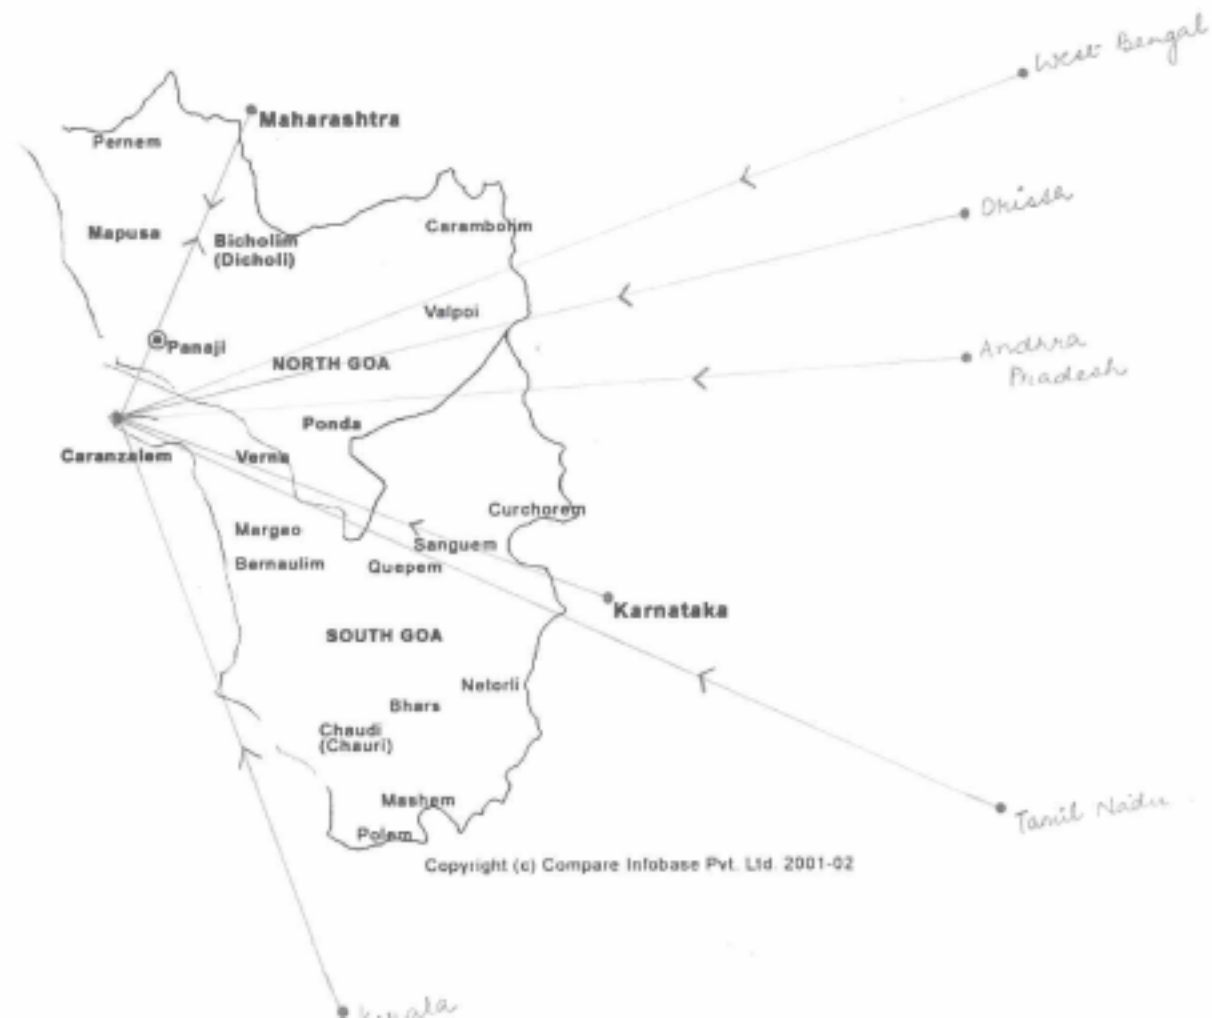 West Bengal
Maharashtra
Pernem
Orissa
Mapusa
Bicholim
(Dicholi)
Carambolim
Valpoi
Panaji
NORTH GOA
Andhra
Pradesh
Ponda
Caranzalem
Verna
Curchorem
Margao
Sanguem
Bernaulim
Quepem
Karnataka
SOUTH GOA
Netorli
Bhars
Chaudi
(Chauri)
Mashem
Tamil Nadu
Polem
Copyright (c) Compare Infobase Pvt. Ltd. 2001-02
Kerala